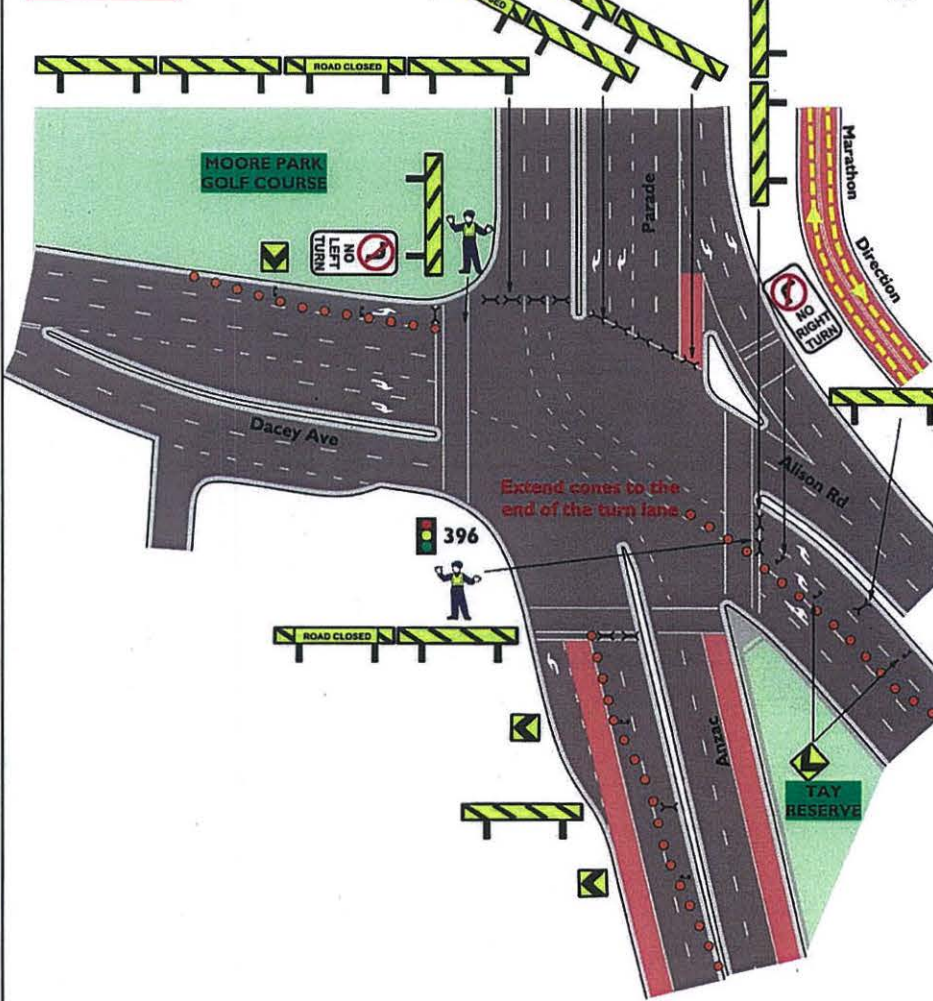 ROAD CLOSED
MOORE PARK
GOLF COURSE
NO
LEFT
TURN
Parade
Marathon
Direction
NO
RIGHT
TURN
Dacey Ave
Alison Rd
Extend cones to the
end of the turn lane
396
ROAD CLOSED
Anzac
TAY
RESERVE